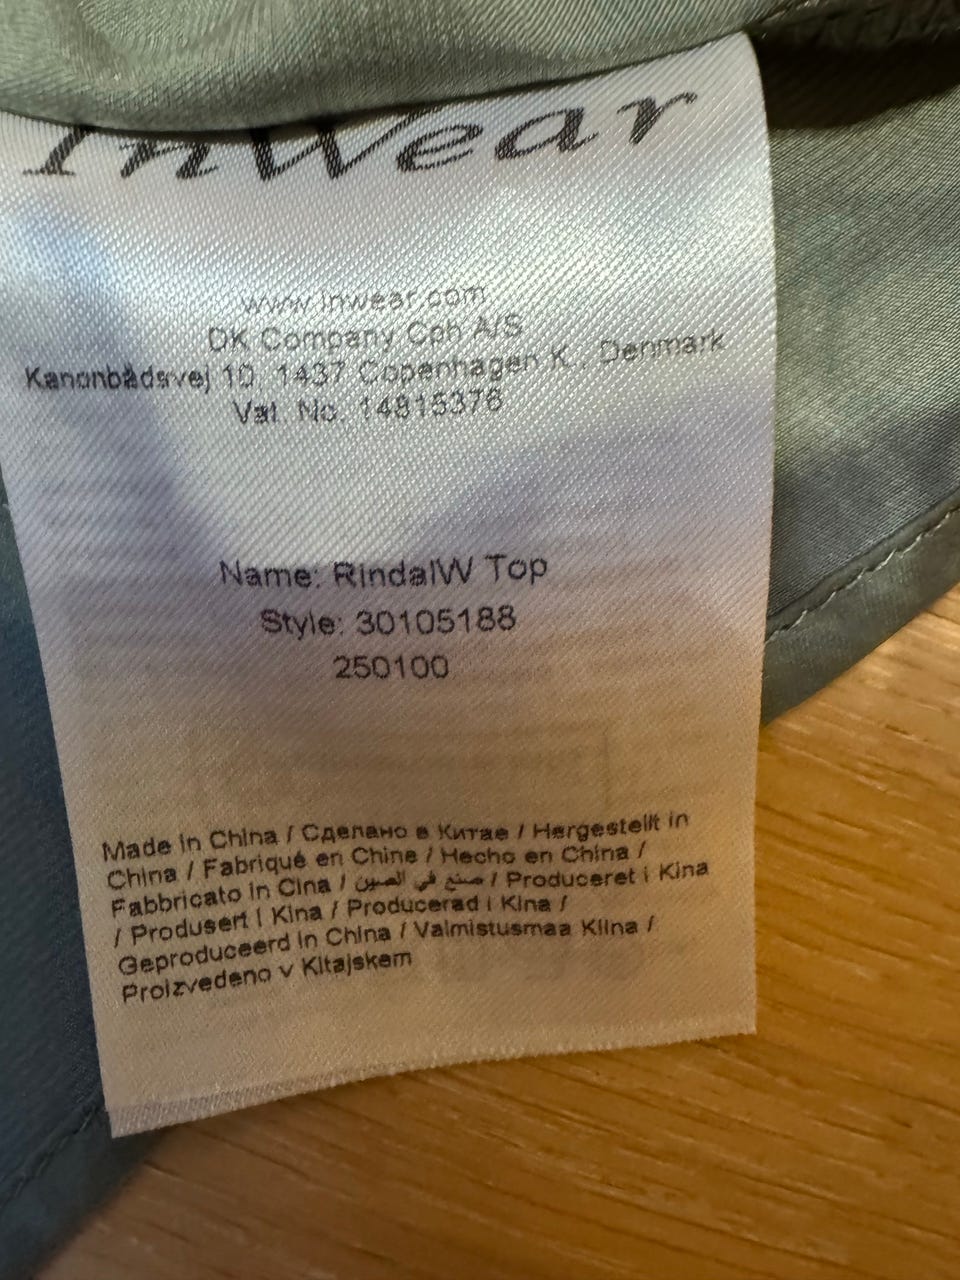 InWear
www.inwear.com
DK Company Cph A/S
Kanonbådsvej 10, 1437 Copenhagen K., Denmark
Vat. No. 14815376
Name: RindaIW Top
Style: 30105188
250100
Made in China / Сделано в Китае / Hergestellt in
China / Fabriqué en Chine / Hecho en China /
Fabbricato in Cina / صنع في الصين / Produceret i Kina
/ Produsert i Kina / Producerad i Kina /
Geproduceerd in China / Valmistusmaa Kiina /
Proizvedeno v Kitajskem